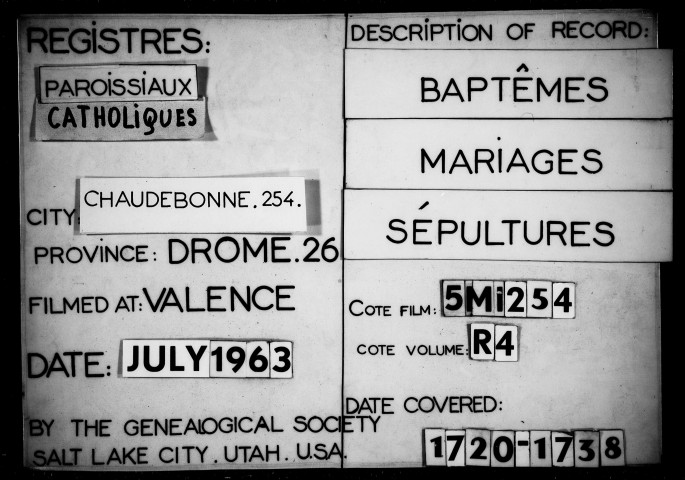 REGISTRES:
PAROISSIAUX
CATHOLIQUES
CITY: CHAUDEBONNE.254.
PROVINCE: DROME.26
FILMED AT: VALENCE
DATE: JULY 1963
BY THE GENEALOGICAL SOCIETY
SALT LAKE CITY. UTAH. U.S.A.
DESCRIPTION OF RECORD:
BAPTÊMES
MARIAGES
SÉPULTURES
COTE FILM: 5Mi254
COTE VOLUME: R4
DATE COVERED:
1720-1738